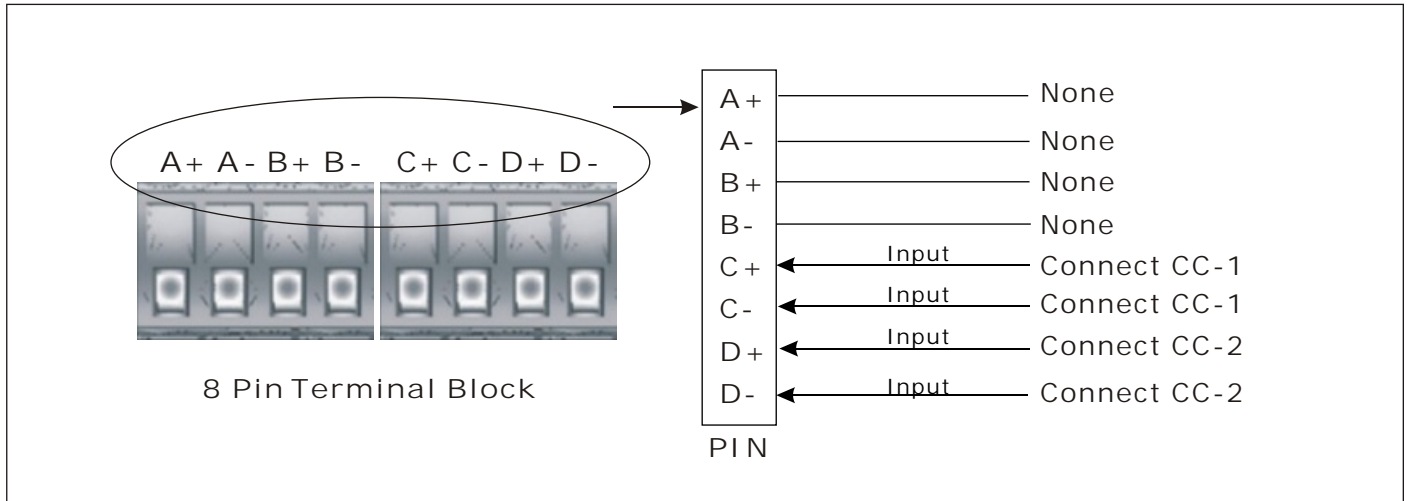 A+ A- B+ B- C+ C- D+ D-
8 Pin Terminal Block
A+ None
A- None
B+ None
B- None
C+ Input Connect CC-1
C- Input Connect CC-1
D+ Input Connect CC-2
D- Input Connect CC-2
PIN